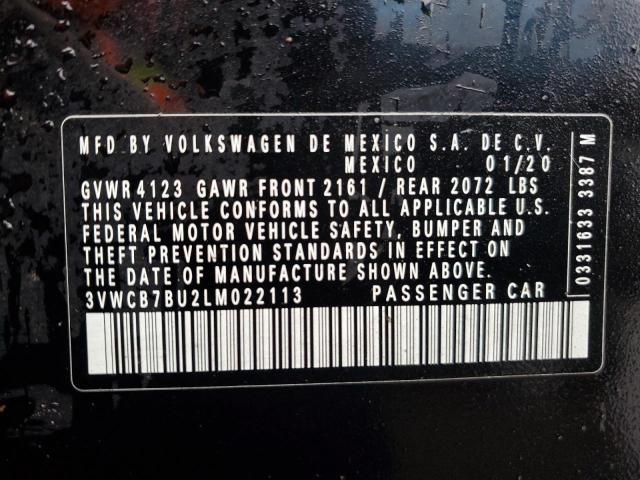 MFD BY VOLKSWAGEN DE MEXICO S.A. DE C.V.
MEXICO 01/20
GVWR 4123 GAWR FRONT 2161 / REAR 2072 LBS
THIS VEHICLE CONFORMS TO ALL APPLICABLE U.S.
FEDERAL MOTOR VEHICLE SAFETY, BUMPER AND
THEFT PREVENTION STANDARDS IN EFFECT ON
THE DATE OF MANUFACTURE SHOWN ABOVE.
3VWCB7BU2LM022113 PASSENGER CAR
0331633 3387 M